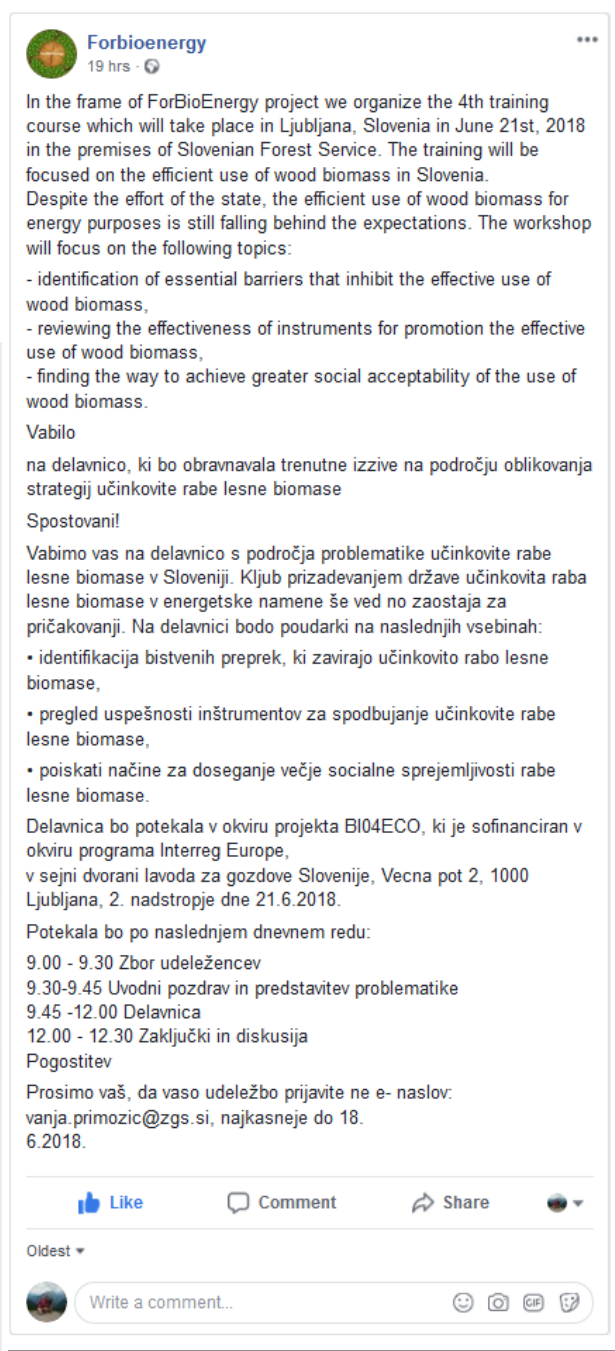 Forbioenergy
19 hrs ·
In the frame of ForBioEnergy project we organize the 4th training
course which will take place in Ljubljana, Slovenia in June 21st, 2018
in the premises of Slovenian Forest Service. The training will be
focused on the efficient use of wood biomass in Slovenia.
Despite the effort of the state, the efficient use of wood biomass for
energy purposes is still falling behind the expectations. The workshop
will focus on the following topics:
- identification of essential barriers that inhibit the effective use of
wood biomass,
- reviewing the effectiveness of instruments for promotion the effective
use of wood biomass,
- finding the way to achieve greater social acceptability of the use of
wood biomass.
Vabilo
na delavnico, ki bo obravnavala trenutne izzive na področju oblikovanja
strategij učinkovite rabe lesne biomase
Spostovani!
Vabimo vas na delavnico s področja problematike učinkovite rabe
lesne biomase v Sloveniji. Kljub prizadevanjem države učinkovita raba
lesne biomase v energetske namene še ved no zaostaja za
pričakovanji. Na delavnici bodo poudarki na naslednjih vsebinah:
• identifikacija bistvenih preprek, ki zavirajo učinkovito rabo lesne
biomase,
• pregled uspešnosti inštrumentov za spodbujanje učinkovite rabe
lesne biomase,
• poiskati načine za doseganje večje socialne sprejemljivosti rabe
lesne biomase.
Delavnica bo potekala v okviru projekta BI04ECO, ki je sofinanciran v
okviru programa Interreg Europe,
v sejni dvorani lavoda za gozdove Slovenije, Vecna pot 2, 1000
Ljubljana, 2. nadstropje dne 21.6.2018.
Potekala bo po naslednjem dnevnem redu:
9.00 - 9.30 Zbor udeležencev
9.30-9.45 Uvodni pozdrav in predstavitev problematike
9.45 -12.00 Delavnica
12.00 - 12.30 Zaključki in diskusija
Pogostitev
Prosimo vaš, da vaso udeležbo prijavite ne e- naslov:
vanja.primozic@zgs.si, najkasneje do 18.
6.2018.
Like Comment Share
Oldest
Write a comment...
GIF